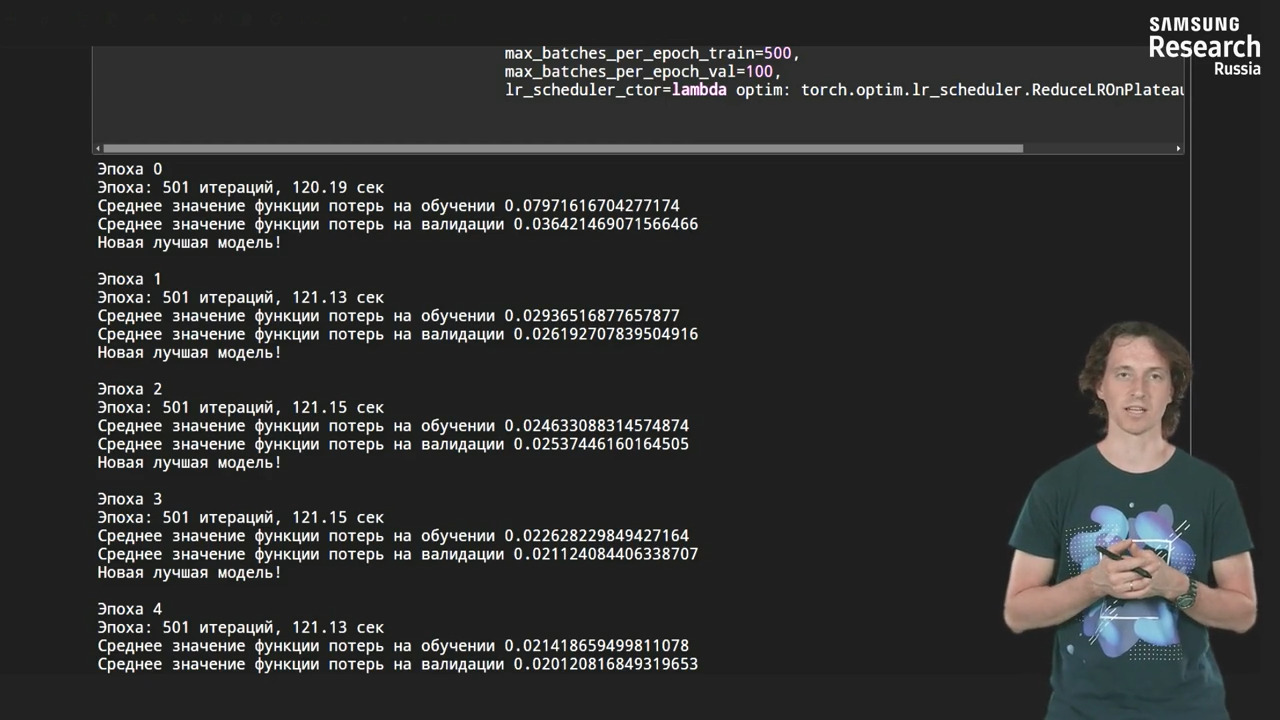 SAMSUNG
Research
Russia
max_batches_per_epoch_train=500,
max_batches_per_epoch_val=100,
lr_scheduler_ctor=lambda optim: torch.optim.lr_scheduler.ReduceLROnPlateau
Эпоха 0
Эпоха: 501 итераций, 120.19 сек
Среднее значение функции потерь на обучении 0.07971616704277174
Среднее значение функции потерь на валидации 0.036421469071566466
Новая лучшая модель!
Эпоха 1
Эпоха: 501 итераций, 121.13 сек
Среднее значение функции потерь на обучении 0.02936516877657877
Среднее значение функции потерь на валидации 0.026192707839504916
Новая лучшая модель!
Эпоха 2
Эпоха: 501 итераций, 121.15 сек
Среднее значение функции потерь на обучении 0.024633088314574874
Среднее значение функции потерь на валидации 0.02537446160164505
Новая лучшая модель!
Эпоха 3
Эпоха: 501 итераций, 121.15 сек
Среднее значение функции потерь на обучении 0.022628229849427164
Среднее значение функции потерь на валидации 0.021124084406338707
Новая лучшая модель!
Эпоха 4
Эпоха: 501 итераций, 121.13 сек
Среднее значение функции потерь на обучении 0.021418659499811078
Среднее значение функции потерь на валидации 0.020120816849319653